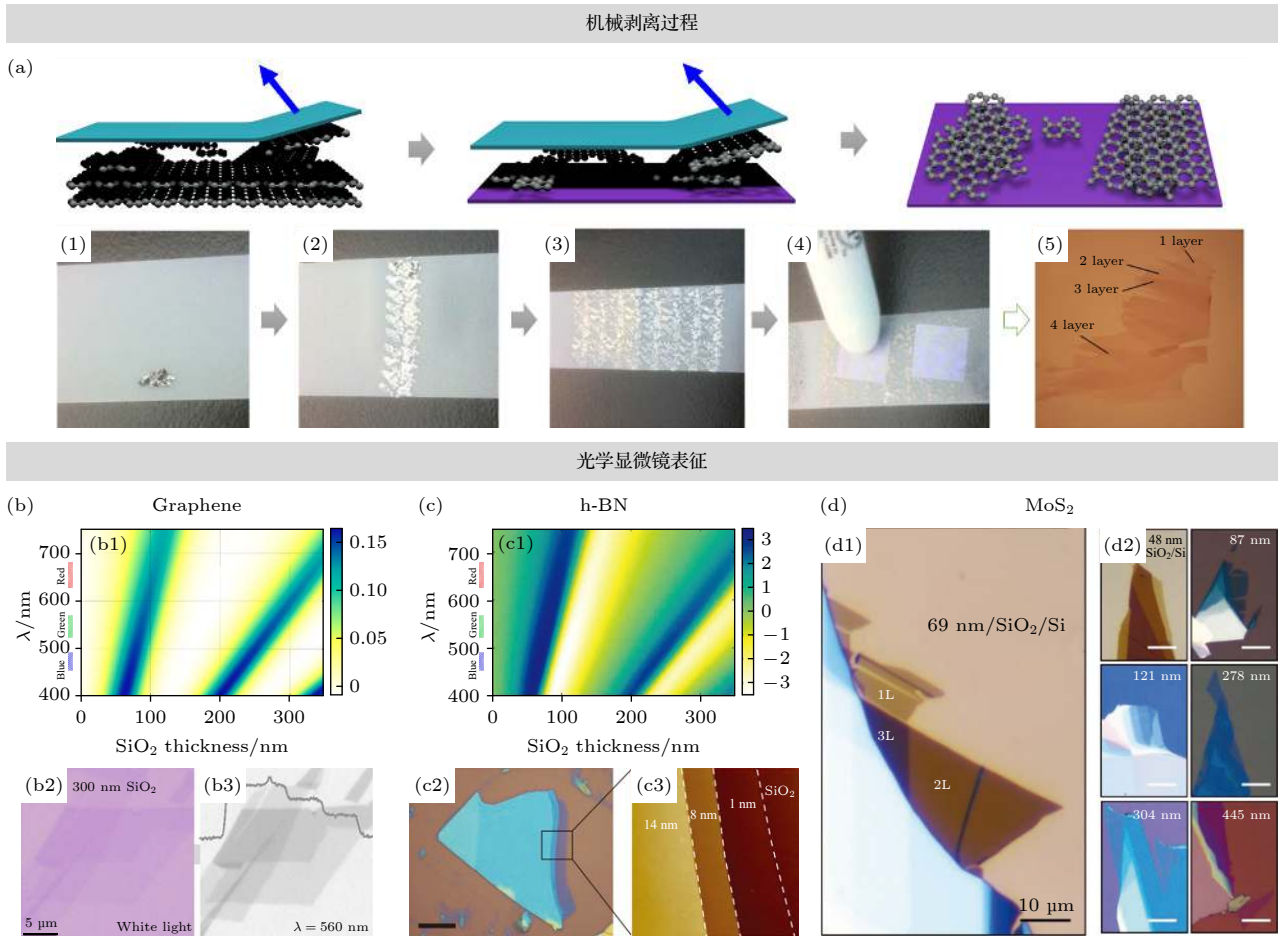 机械剥离过程
(a)
(1)
(2)
(3)
(4)
(5)
1 layer
2 layer
3 layer
4 layer
光学显微镜表征
(b)
Graphene
(b1)
λ/nm
700
600
500
400
Red
Green
Blue
0
100
200
300
SiO₂ thickness/nm
0.15
0.10
0.05
0
(c)
h-BN
(c1)
λ/nm
700
600
500
400
Red
Green
Blue
0
100
200
300
SiO₂ thickness/nm
3
2
1
0
−1
−2
−3
(b2)
300 nm SiO₂
5 µm
White light
(b3)
λ = 560 nm
(c2)
(c3)
14 nm
8 nm
1 nm
SiO₂
(d)
MoS₂
(d1)
69 nm/SiO₂/Si
1L
3L
2L
10 µm
(d2)
48 nm
SiO₂/Si
87 nm
121 nm
278 nm
304 nm
445 nm